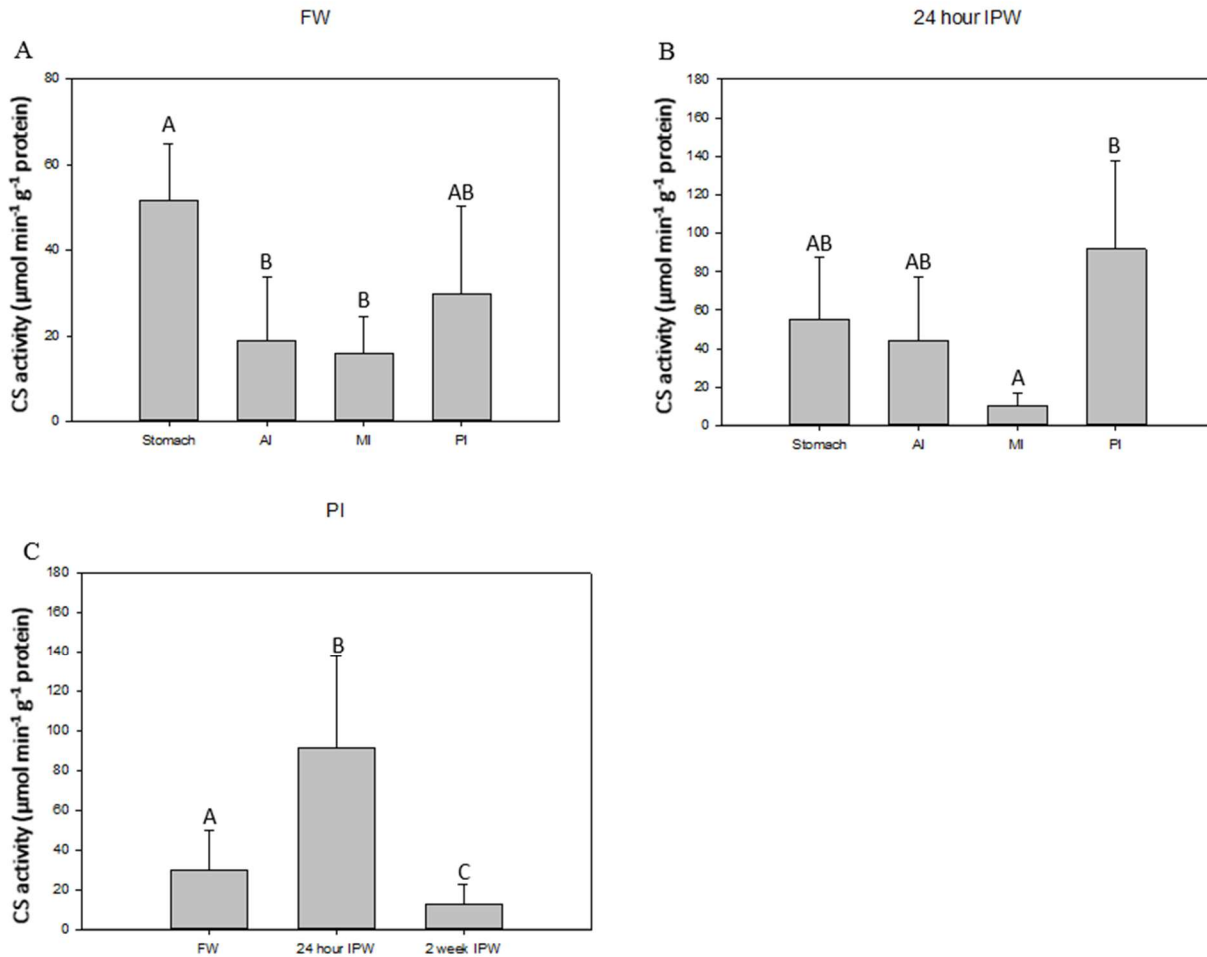 FW
A
CS activity (µmol min-1 g-1 protein)
80
60
40
20
0
A
B
B
AB
Stomach
AI
MI
PI
24 hour IPW
B
CS activity (µmol min-1 g-1 protein)
180
160
140
120
100
80
60
40
20
0
AB
AB
A
B
Stomach
AI
MI
PI
PI
C
CS activity (µmol min-1 g-1 protein)
180
160
140
120
100
80
60
40
20
0
A
B
C
FW
24 hour IPW
2 week IPW